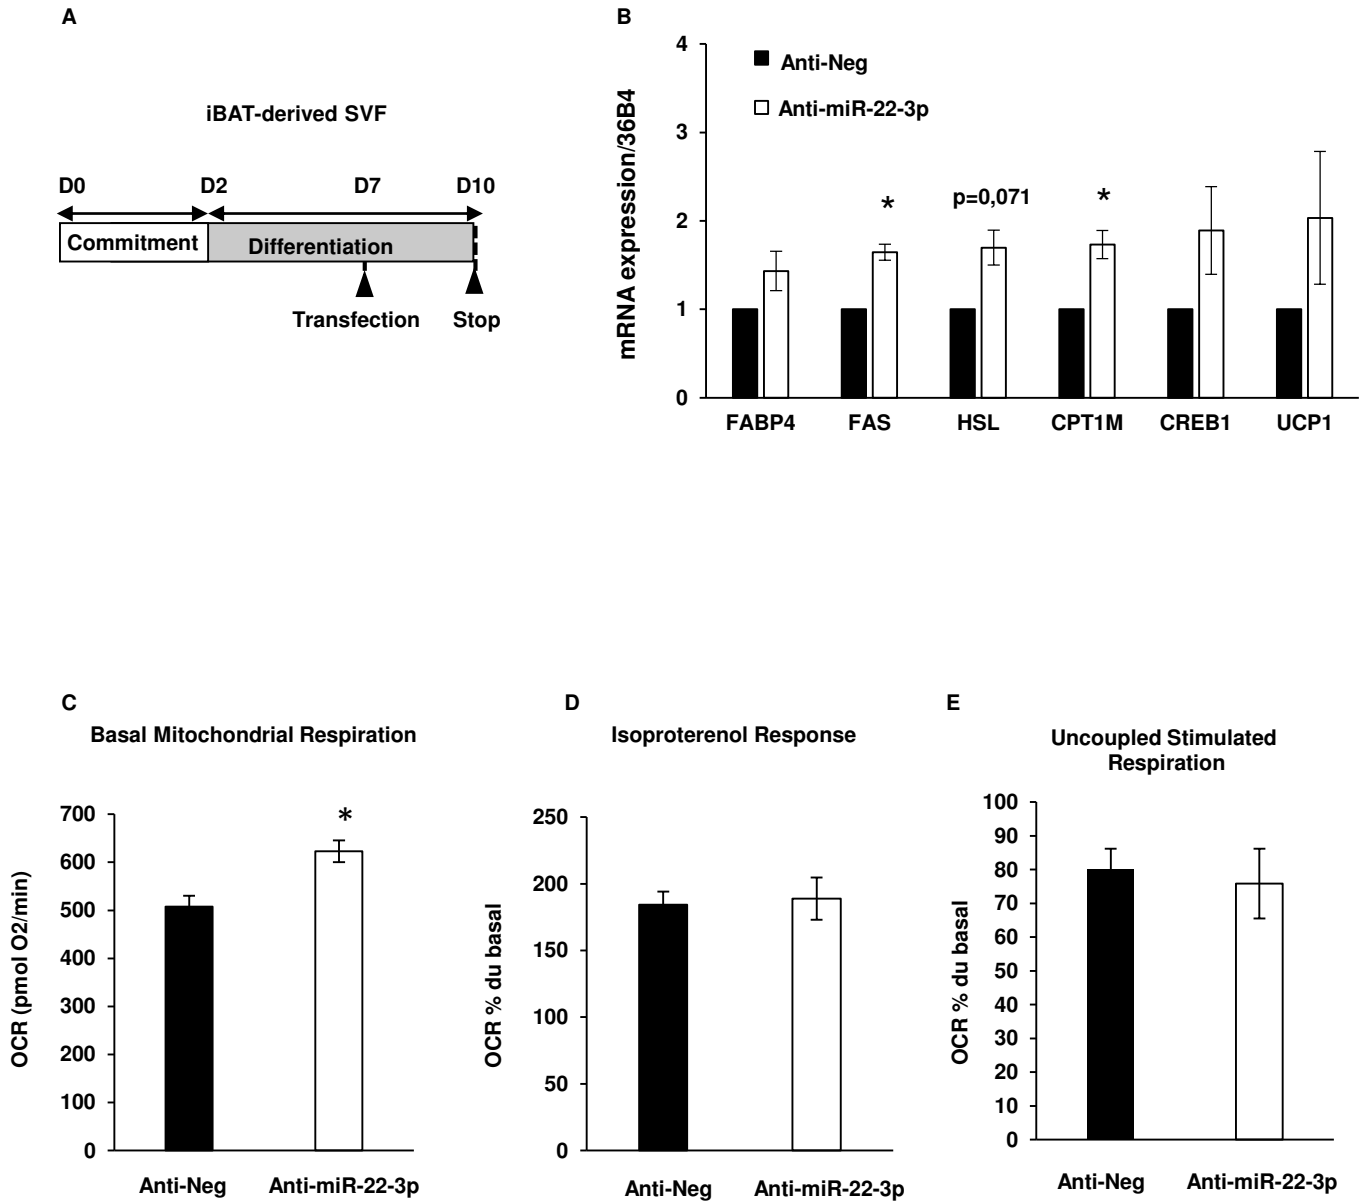 A
iBAT-derived SVF
D0 D2 D7 D10
Commitment Differentiation
Transfection Stop
B
Anti-Neg
Anti-miR-22-3p
mRNA expression/36B4
4
3
2
1
0
* p=0,071 *
FABP4 FAS HSL CPT1M CREB1 UCP1
C
Basal Mitochondrial Respiration
OCR (pmol O2/min)
700
600
500
400
300
200
100
0
*
Anti-Neg Anti-miR-22-3p
D
Isoproterenol Response
OCR % du basal
250
200
150
100
50
0
Anti-Neg Anti-miR-22-3p
E
Uncoupled Stimulated
Respiration
OCR % du basal
100
90
80
70
60
50
40
30
20
10
0
Anti-Neg Anti-miR-22-3p